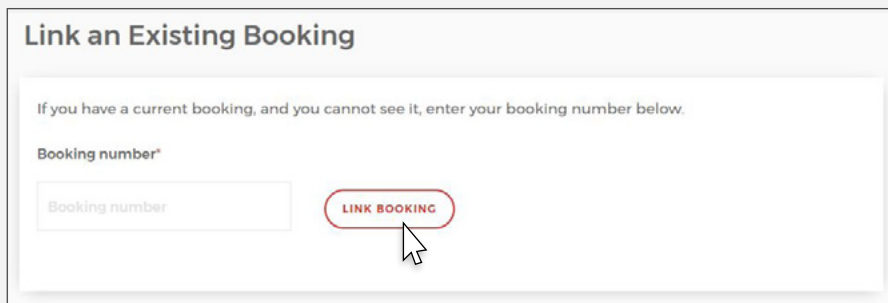 Link an Existing Booking
If you have a current booking, and you cannot see it, enter your booking number below.
Booking number*
Booking number
LINK BOOKING